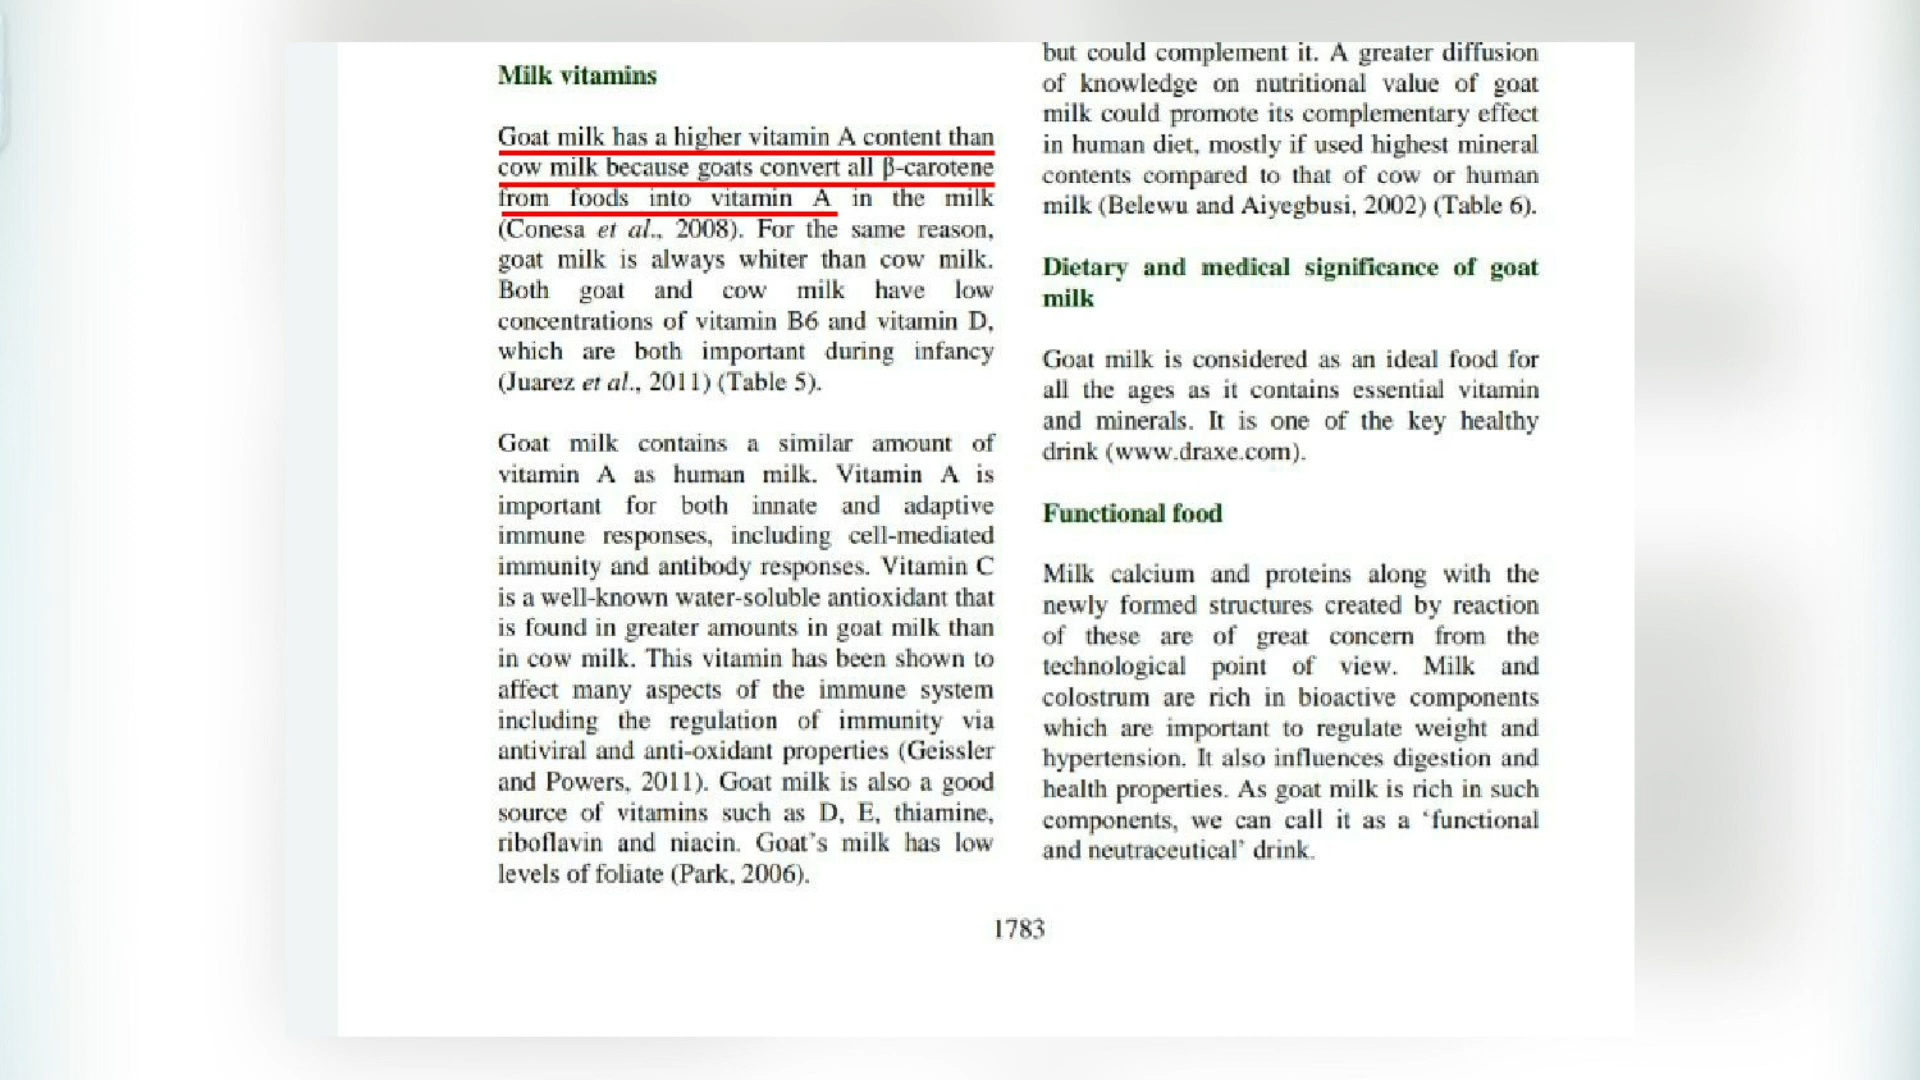 Milk vitamins
Goat milk has a higher vitamin A content than
cow milk because goats convert all β-carotene
from foods into vitamin A in the milk
(Conesa et al., 2008). For the same reason,
goat milk is always whiter than cow milk.
Both goat and cow milk have low
concentrations of vitamin B6 and vitamin D,
which are both important during infancy
(Juarez et al., 2011) (Table 5).
Goat milk contains a similar amount of
vitamin A as human milk. Vitamin A is
important for both innate and adaptive
immune responses, including cell-mediated
immunity and antibody responses. Vitamin C
is a well-known water-soluble antioxidant that
is found in greater amounts in goat milk than
in cow milk. This vitamin has been shown to
affect many aspects of the immune system
including the regulation of immunity via
antiviral and anti-oxidant properties (Geissler
and Powers, 2011). Goat milk is also a good
source of vitamins such as D, E, thiamine,
riboflavin and niacin. Goat's milk has low
levels of foliate (Park, 2006).
but could complement it. A greater diffusion
of knowledge on nutritional value of goat
milk could promote its complementary effect
in human diet, mostly if used highest mineral
contents compared to that of cow or human
milk (Belewu and Aiyegbusi, 2002) (Table 6).
Dietary and medical significance of goat
milk
Goat milk is considered as an ideal food for
all the ages as it contains essential vitamin
and minerals. It is one of the key healthy
drink (www.draxe.com).
Functional food
Milk calcium and proteins along with the
newly formed structures created by reaction
of these are of great concern from the
technological point of view. Milk and
colostrum are rich in bioactive components
which are important to regulate weight and
hypertension. It also influences digestion and
health properties. As goat milk is rich in such
components, we can call it as a 'functional
and neutraceutical' drink.
1783